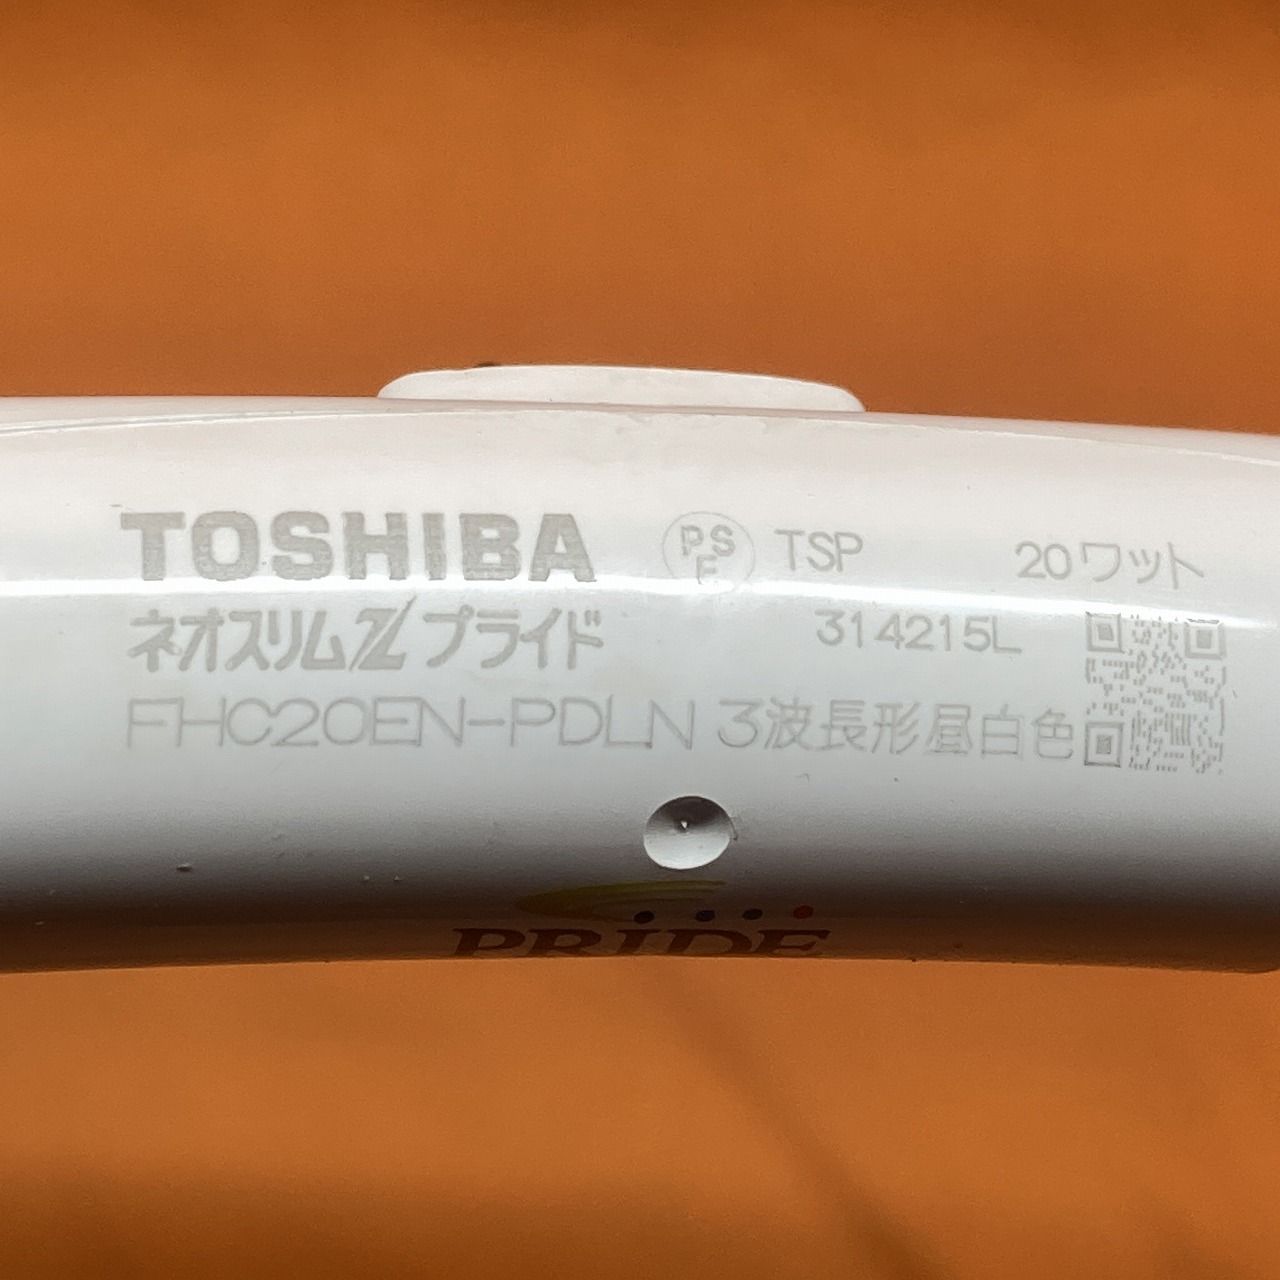 TOSHIBA PSE TSP 20ワット
ネオスリムZプライド 314215L
FHC20EN-PDLN 3波長形昼白色
PRIDE